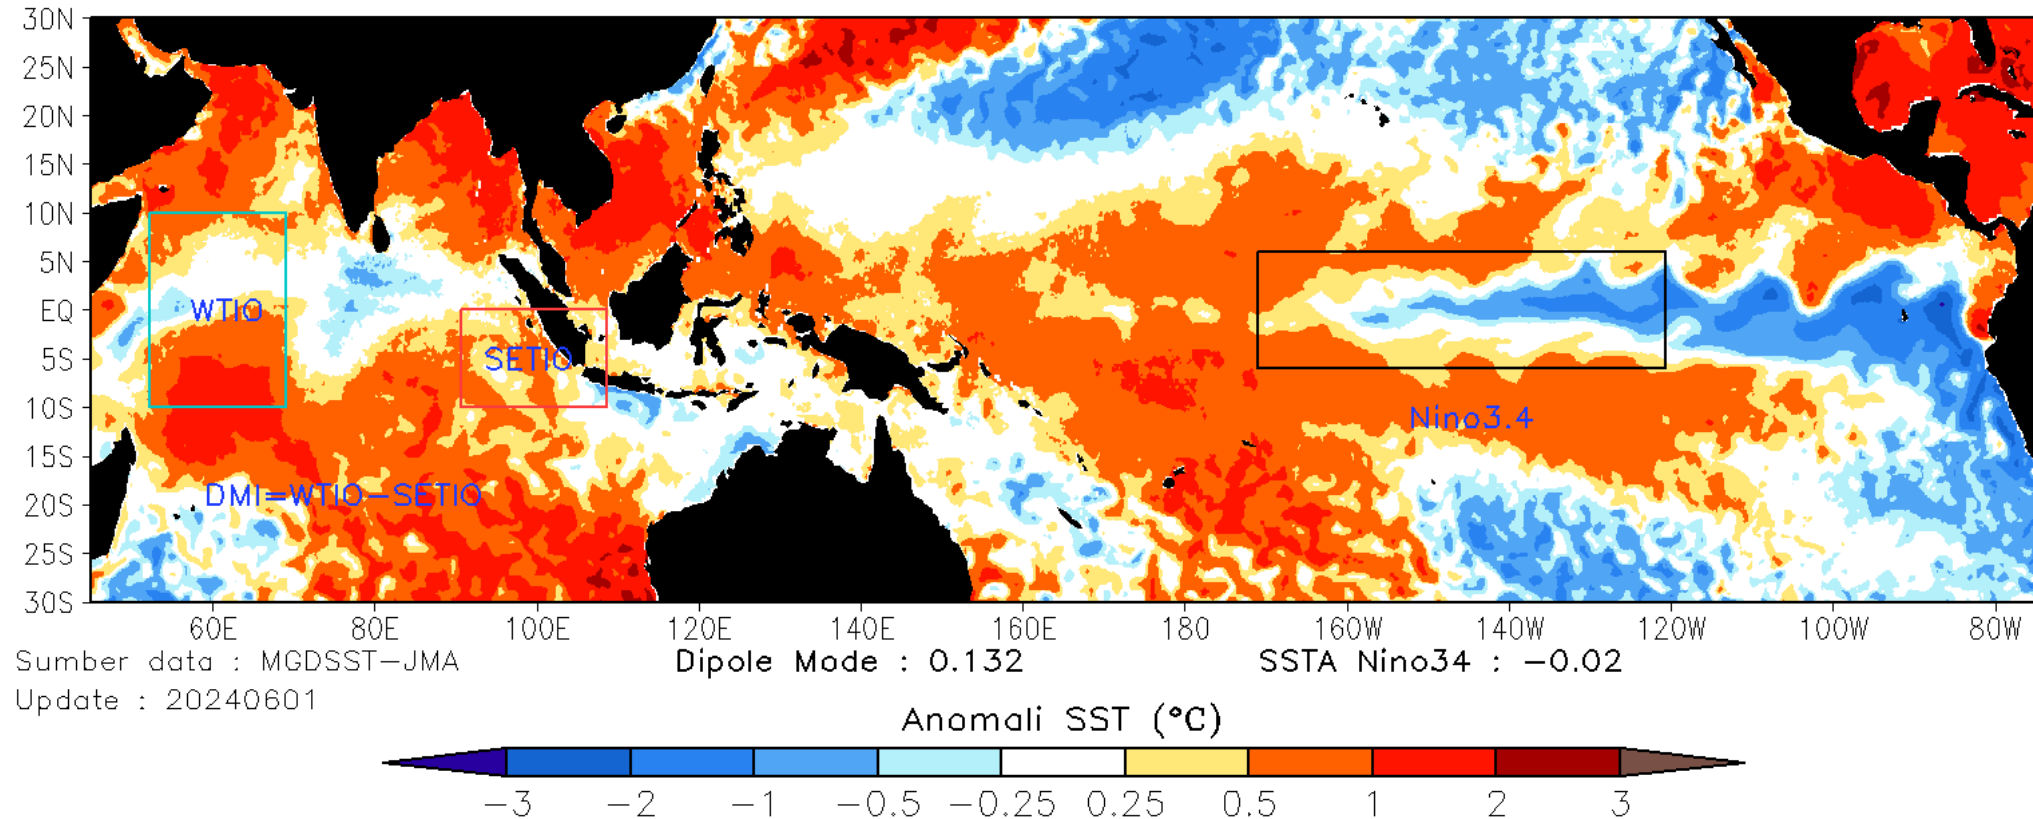 30N
25N
20N
15N
10N
5N
EQ
5S
10S
15S
20S
25S
30S
WTIO
SETIO
Nino3.4
DMI=WTIO-SETIO
60E 80E 100E 120E 140E 160E 180 160W 140W 120W 100W 80W
Sumber data : MGDSST-JMA
Dipole Mode : 0.132
SSTA Nino34 : -0.02
Update : 20240601
Anomali SST (°C)
-3 -2 -1 -0.5 -0.25 0.25 0.5 1 2 3